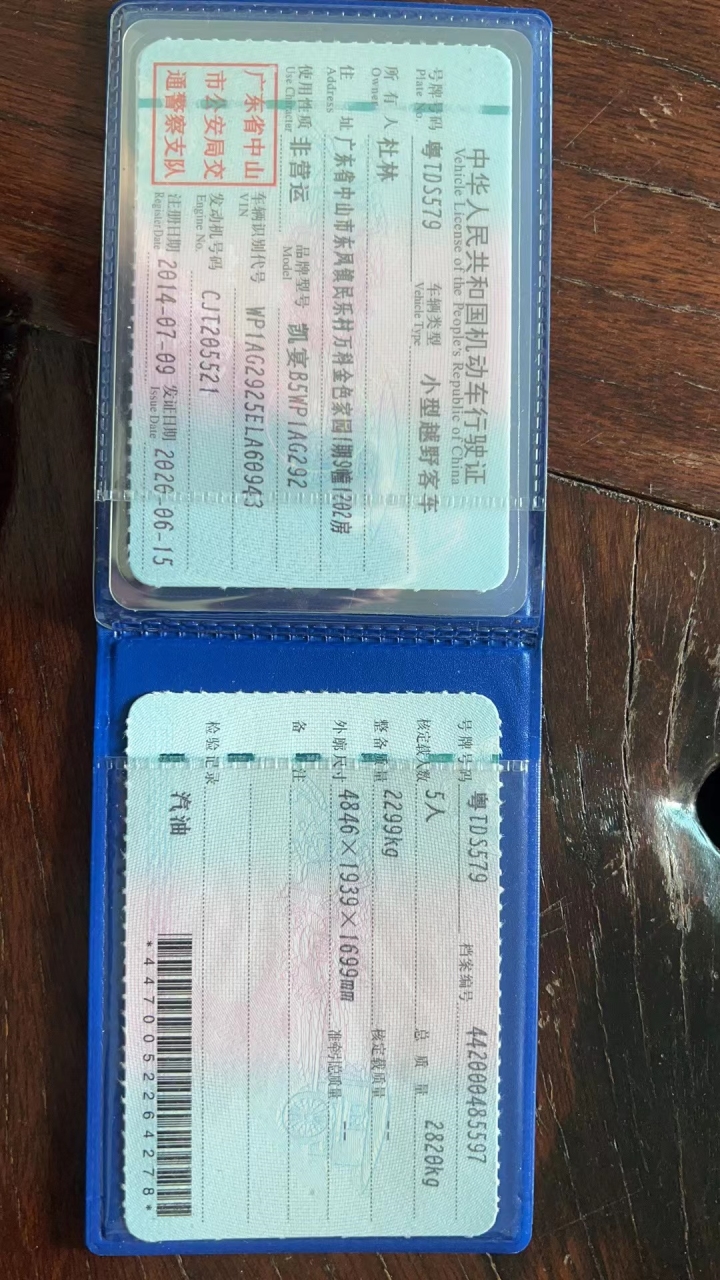 中华人民共和国机动车行驶证
Vehicle License of the People's Republic of China
号牌号码 粤TDS579 车辆类型 小型越野客车
Plate No. Vehicle Type
所有人 杜林
Owner
住址 广东省中山市东凤镇民乐村万科金色家园1期9幢1202房
Address
使用性质 非营运 品牌型号 凯宴B5WP1AG292
Use Character Model
广东省中山
市公安局交
通警察支队
车辆识别代号 WP1AG2925ELA60943
VIN
发动机号码 CJT205521
Engine No.
注册日期 2014-07-09 发证日期 2020-06-15
Register Date Issue Date
号牌号码 粤TDS579 档案编号 442000485597
核定载人数 5人 总质量 2820kg
整备质量 2299kg 核定载质量 --
外廓尺寸 4846×1939×1699mm 准牵引总质量 --
备注
检验记录
汽油
*4470052264278*